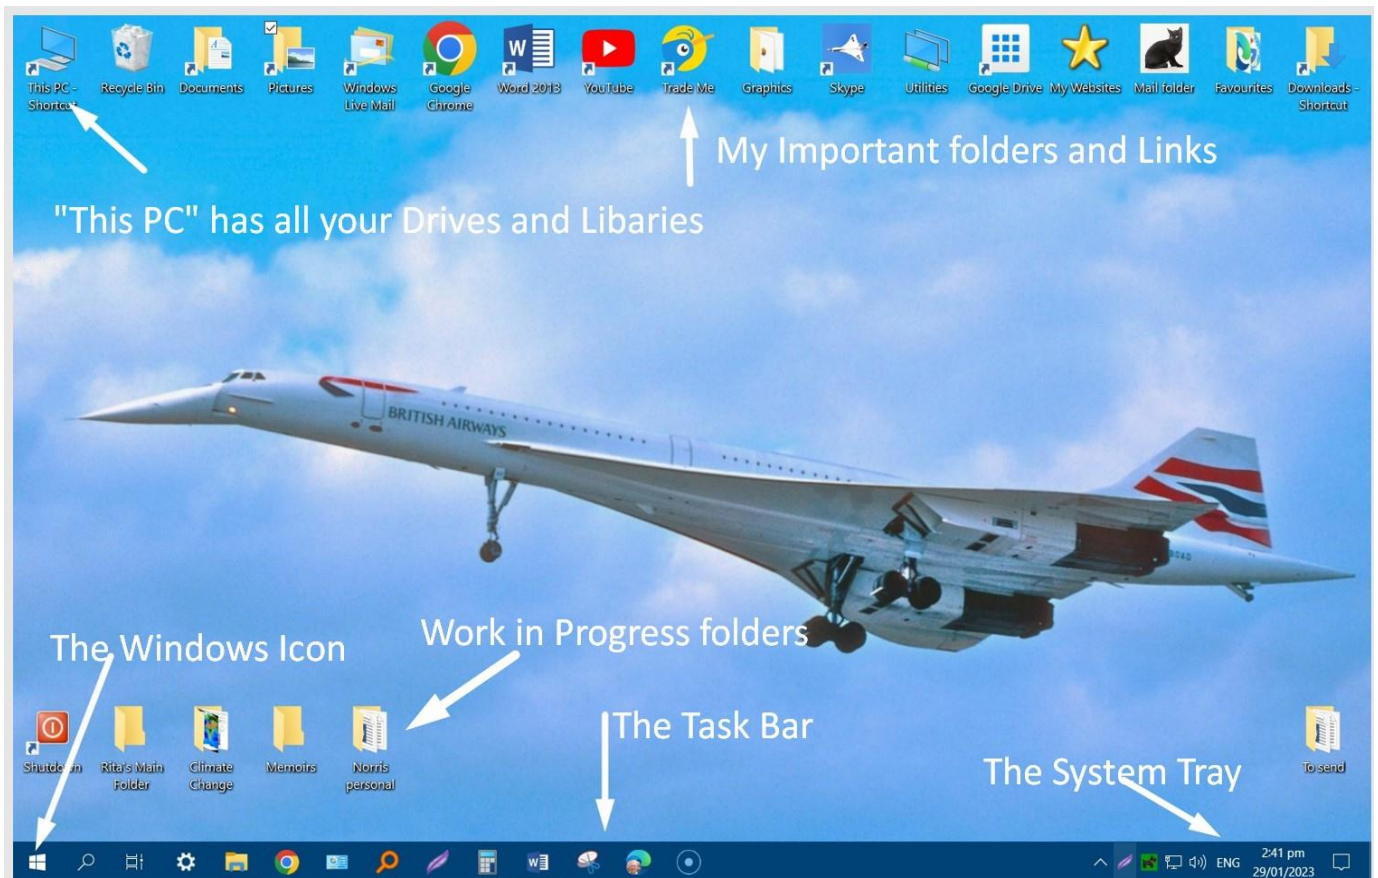 This PC - Shortcut
Recycle Bin
Documents
Pictures
Windows Live Mail
Google Chrome
Word 2013
YouTube
Trade Me
Graphics
Skype
Utilities
Google Drive
My Websites
Mail folder
Favourites
Downloads - Shortcut
My Important folders and Links
"This PC" has all your Drives and Libaries
BRITISH AIRWAYS
The Windows Icon
Work in Progress folders
The Task Bar
The System Tray
Shutdown
Rita's Main Folder
Climate Change
Memoirs
Norris personal
To send
ENG
2:41 pm
29/01/2023